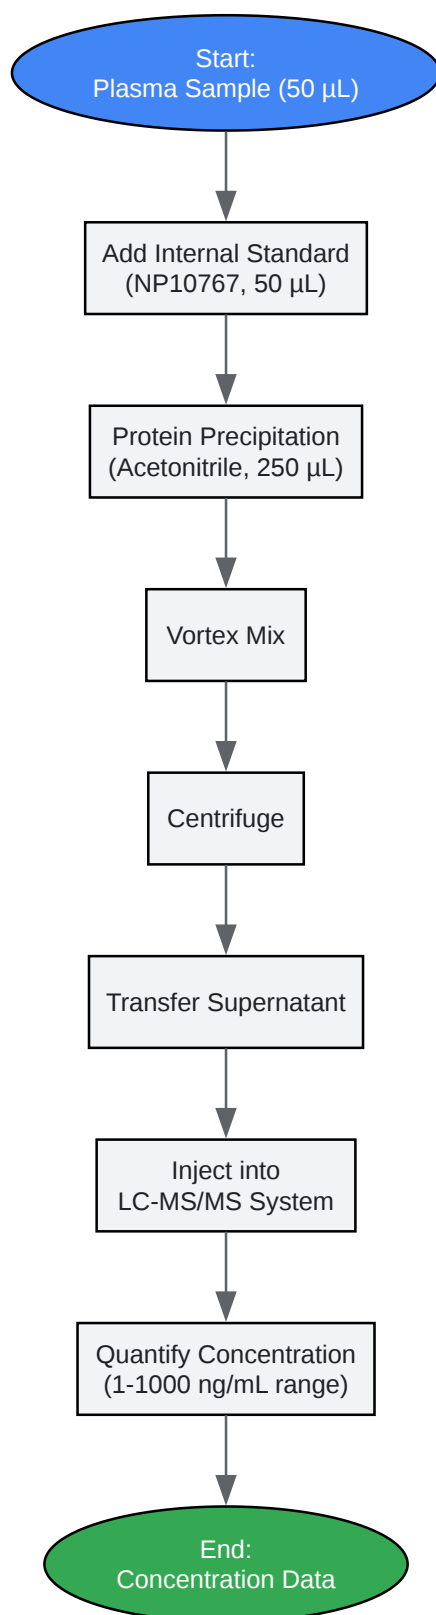 Start:
Plasma Sample (50 µL)
Add Internal Standard
(NP10767, 50 µL)
Protein Precipitation
(Acetonitrile, 250 µL)
Vortex Mix
Centrifuge
Transfer Supernatant
Inject into
LC-MS/MS System
Quantify Concentration
(1-1000 ng/mL range)
End:
Concentration Data